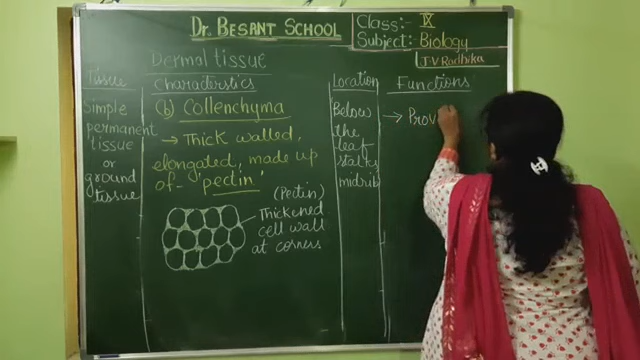 Dr. BESANT SCHOOL
Class:- IX
Subject:- Biology
J.V Radhika
Dermal tissue
Tissue
Characterstics
Location
Functions
Simple
permanent
tissue
or
ground
tissue
(b) Collenchyma
→ Thick walled,
elongated, made up
of- 'pectin'
(Pectin)
Thickened
cell wall
at corners
Below
the
leaf
stalks
midrib
→ Prov